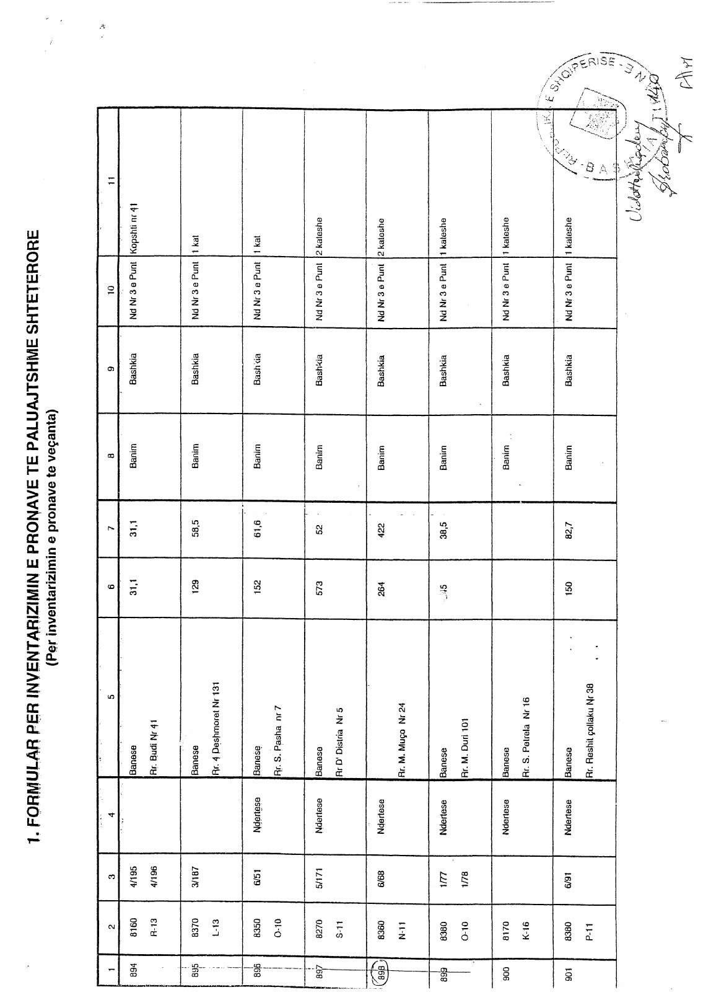 1. FORMULAR PER INVENTARIZIMIN E PRONAVE TE PALUAJTSHME SHTETERORE
(Per inventarizimin e pronave te veçanta)
1 2 3 4 5 6 7 8 9 10 11
894 8160 4/195 Banese 31,1 31,1 Banim Bashkia Nd Nr 3 e Punt Kopshti nr 41
R-13 4/196 Rr. Budi Nr 41
895 8370 3/187 Banese 129 58,5 Banim Bashkia Nd Nr 3 e Punt 1 kat
L-13 Rr. 4 Deshmoret Nr 131
896 8350 6/51 Ndertese Banese 152 61,6 Banim Bashkia Nd Nr 3 e Punt 1 kat
O-10 Rr. S. Pasha nr 7
897 8270 5/171 Ndertese Banese 573 52 Banim Bashkia Nd Nr 3 e Punt 2 kateshe
S-11 Rr D' Distria Nr 5
898 8360 6/68 Ndertese 264 422 Banim Bashkia Nd Nr 3 e Punt 2 kateshe
N-11 Rr. M. Muço Nr 24
899 8380 1/77 Ndertese Banese 38,5 Banim Bashkia Nd Nr 3 e Punt 1 kateshe
O-10 1/78 Rr. M. Duri 101
900 8170 Ndertese Banese Banim Bashkia Nd Nr 3 e Punt 1 kateshe
K-16 Rr. S. Petrela Nr 16
901 8380 6/91 Ndertese Banese 150 82,7 Banim Bashkia Nd Nr 3 e Punt 1 kateshe
P-11 Rr. Reshit çollaku Nr 38
E SHQIPERISE